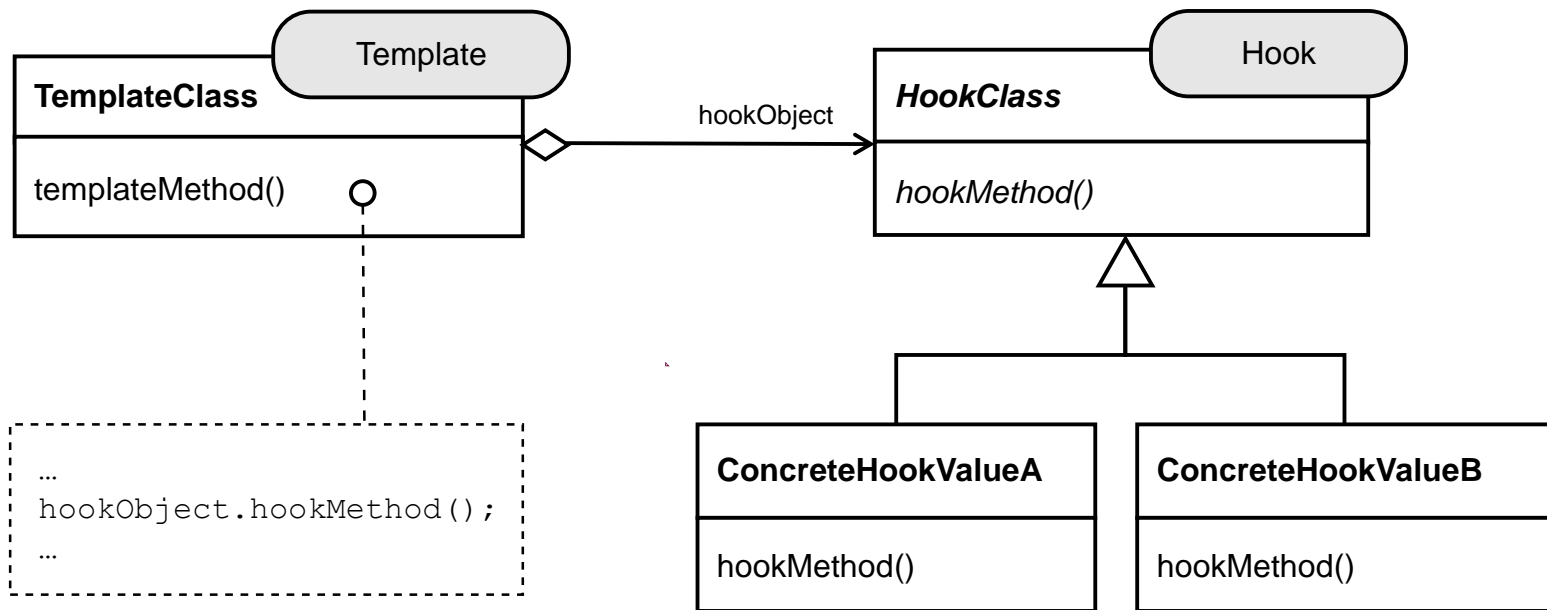 Template
TemplateClass
templateMethod()
hookObject
Hook
HookClass
hookMethod()
…
hookObject.hookMethod();
…
ConcreteHookValueA
hookMethod()
ConcreteHookValueB
hookMethod()